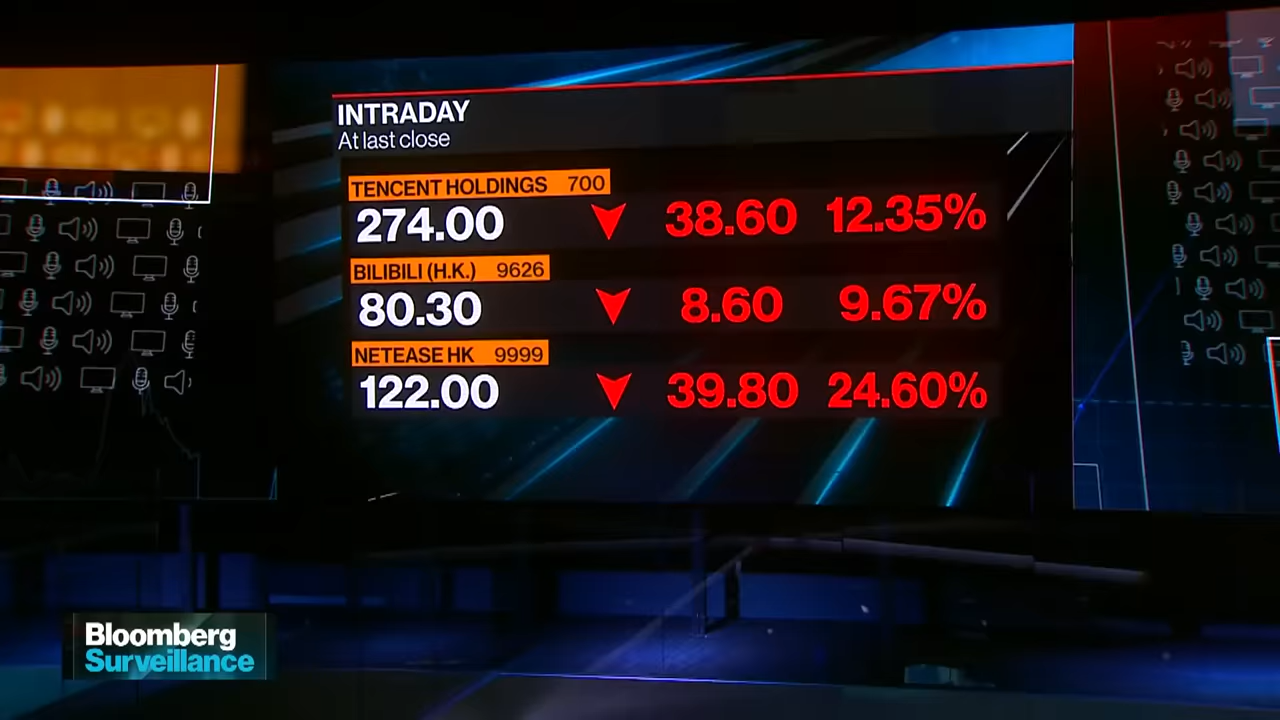 INTRADAY
At last close
TENCENT HOLDINGS 700
274.00 ▼ 38.60 12.35%
BILIBILI (H.K.) 9626
80.30 ▼ 8.60 9.67%
NETEASE HK 9999
122.00 ▼ 39.80 24.60%
Bloomberg
Surveillance